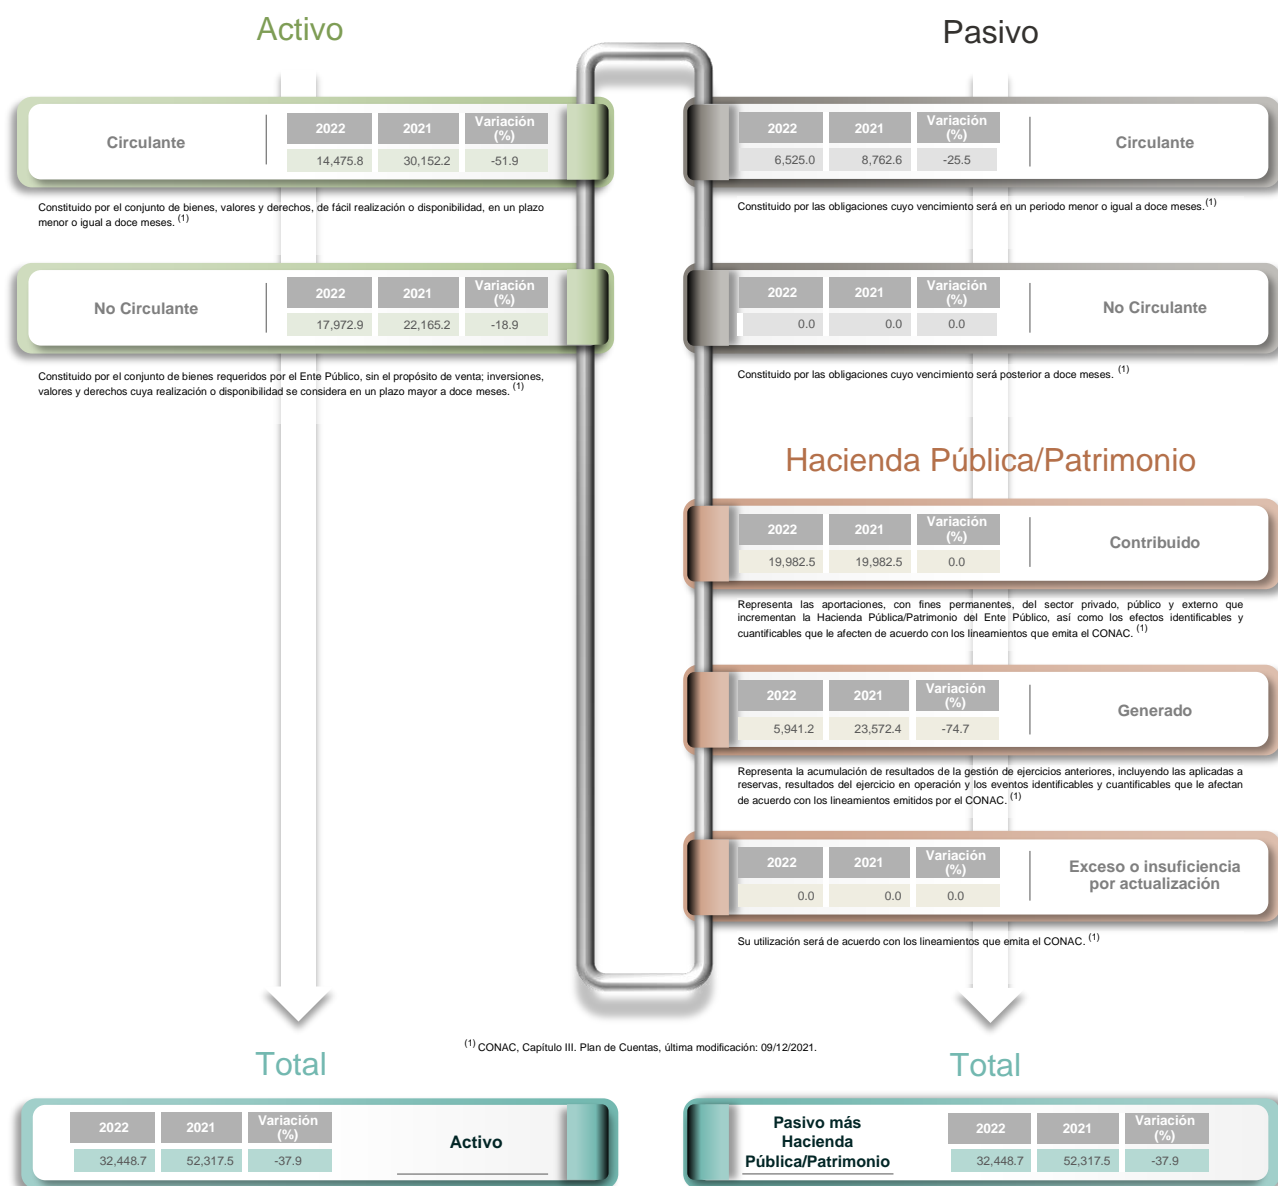 Activo
Circulante
2022 2021 Variación (%)
14,475.8 30,152.2 -51.9
Constituido por el conjunto de bienes, valores y derechos, de fácil realización o disponibilidad, en un plazo
menor o igual a doce meses. (1)
No Circulante
2022 2021 Variación (%)
17,972.9 22,165.2 -18.9
Constituido por el conjunto de bienes requeridos por el Ente Público, sin el propósito de venta; inversiones,
valores y derechos cuya realización o disponibilidad se considera en un plazo mayor a doce meses. (1)
Pasivo
2022 2021 Variación (%)
6,525.0 8,762.6 -25.5
Circulante
Constituido por las obligaciones cuyo vencimiento será en un periodo menor o igual a doce meses.(1)
2022 2021 Variación (%)
0.0 0.0 0.0
No Circulante
Constituido por las obligaciones cuyo vencimiento será posterior a doce meses. (1)
Hacienda Pública/Patrimonio
2022 2021 Variación (%)
19,982.5 19,982.5 0.0
Contribuido
Representa las aportaciones, con fines permanentes, del sector privado, público y externo que
incrementan la Hacienda Pública/Patrimonio del Ente Público, así como los efectos identificables y
cuantificables que le afecten de acuerdo con los lineamientos que emita el CONAC. (1)
2022 2021 Variación (%)
5,941.2 23,572.4 -74.7
Generado
Representa la acumulación de resultados de la gestión de ejercicios anteriores, incluyendo las aplicadas a
reservas, resultados del ejercicio en operación y los eventos identificables y cuantificables que le afectan
de acuerdo con los lineamientos emitidos por el CONAC. (1)
2022 2021 Variación (%)
0.0 0.0 0.0
Exceso o insuficiencia
por actualización
Su utilización será de acuerdo con los lineamientos que emita el CONAC. (1)
(1) CONAC, Capítulo III. Plan de Cuentas, última modificación: 09/12/2021.
Total
2022 2021 Variación (%)
32,448.7 52,317.5 -37.9
Activo
Total
Pasivo más
Hacienda
Pública/Patrimonio
2022 2021 Variación (%)
32,448.7 52,317.5 -37.9